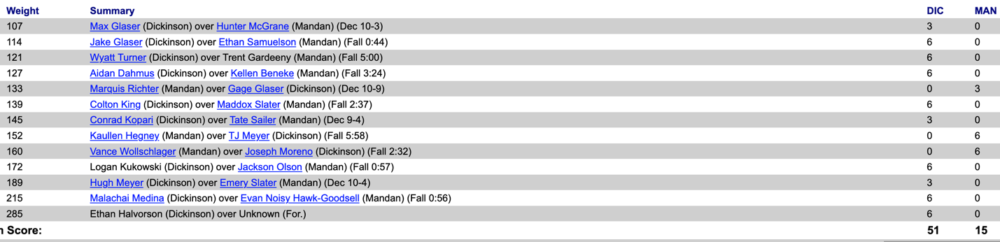 Weight Summary DIC MAN
107 Max Glaser (Dickinson) over Hunter McGrane (Mandan) (Dec 10-3) 3 0
114 Jake Glaser (Dickinson) over Ethan Samuelson (Mandan) (Fall 0:44) 6 0
121 Wyatt Turner (Dickinson) over Trent Gardeeny (Mandan) (Fall 5:00) 6 0
127 Aidan Dahmus (Dickinson) over Kellen Beneke (Mandan) (Fall 3:24) 6 0
133 Marquis Richter (Mandan) over Gage Glaser (Dickinson) (Dec 10-9) 0 3
139 Colton King (Dickinson) over Maddox Slater (Mandan) (Fall 2:37) 6 0
145 Conrad Kopari (Dickinson) over Tate Sailer (Mandan) (Dec 9-4) 3 0
152 Kaullen Hegney (Mandan) over TJ Meyer (Dickinson) (Fall 5:58) 0 6
160 Vance Wollschlager (Mandan) over Joseph Moreno (Dickinson) (Fall 2:32) 0 6
172 Logan Kukowski (Dickinson) over Jackson Olson (Mandan) (Fall 0:57) 6 0
189 Hugh Meyer (Dickinson) over Emery Slater (Mandan) (Dec 10-4) 3 0
215 Malachai Medina (Dickinson) over Evan Noisy Hawk-Goodsell (Mandan) (Fall 0:56) 6 0
285 Ethan Halvorson (Dickinson) over Unknown (For.) 6 0
Score: 51 15